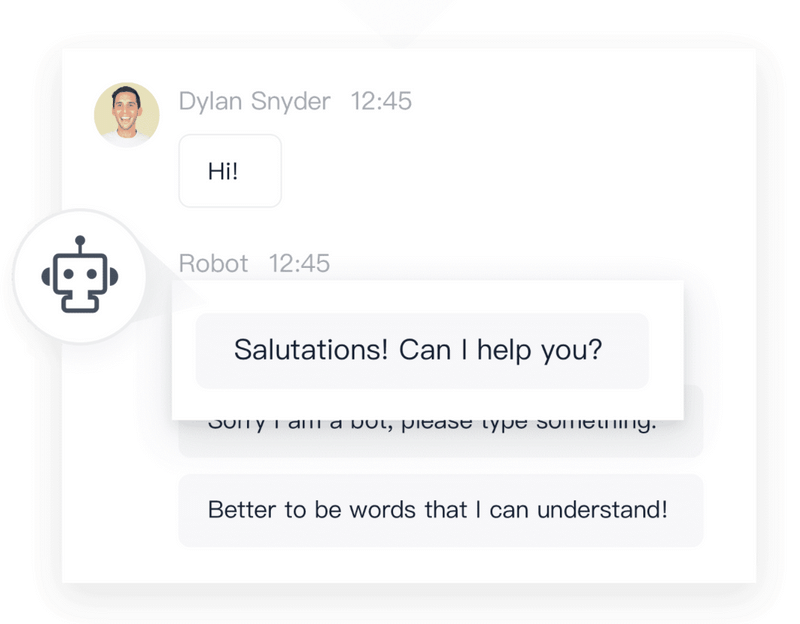 Dylan Snyder 12:45
Hi!
Robot 12:45
Salutations! Can I help you?
Sorry I am a bot, please type something.
Better to be words that I can understand!